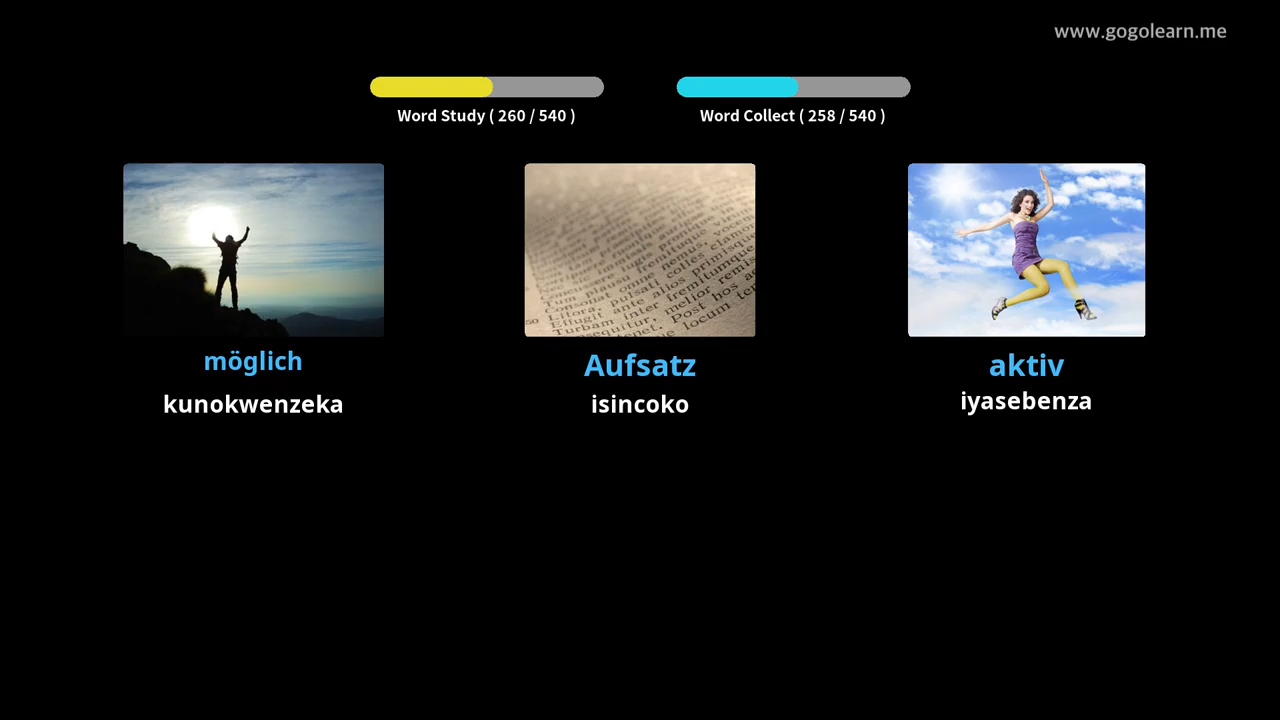 www.gogolearn.me
Word Study ( 260 / 540 )
Word Collect ( 258 / 540 )
möglich
kunokwenzeka
Aufsatz
isincoko
aktiv
iyasebenza